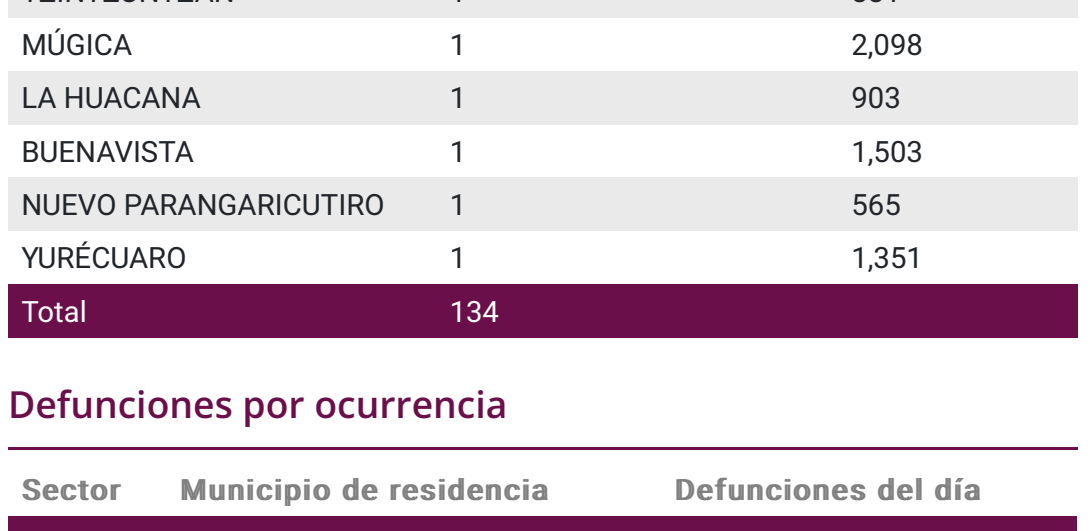 MÚGICA 1 2,098
LA HUACANA 1 903
BUENAVISTA 1 1,503
NUEVO PARANGARICUTIRO 1 565
YURÉCUARO 1 1,351
Total 134
Defunciones por ocurrencia
Sector Municipio de residencia Defunciones del día